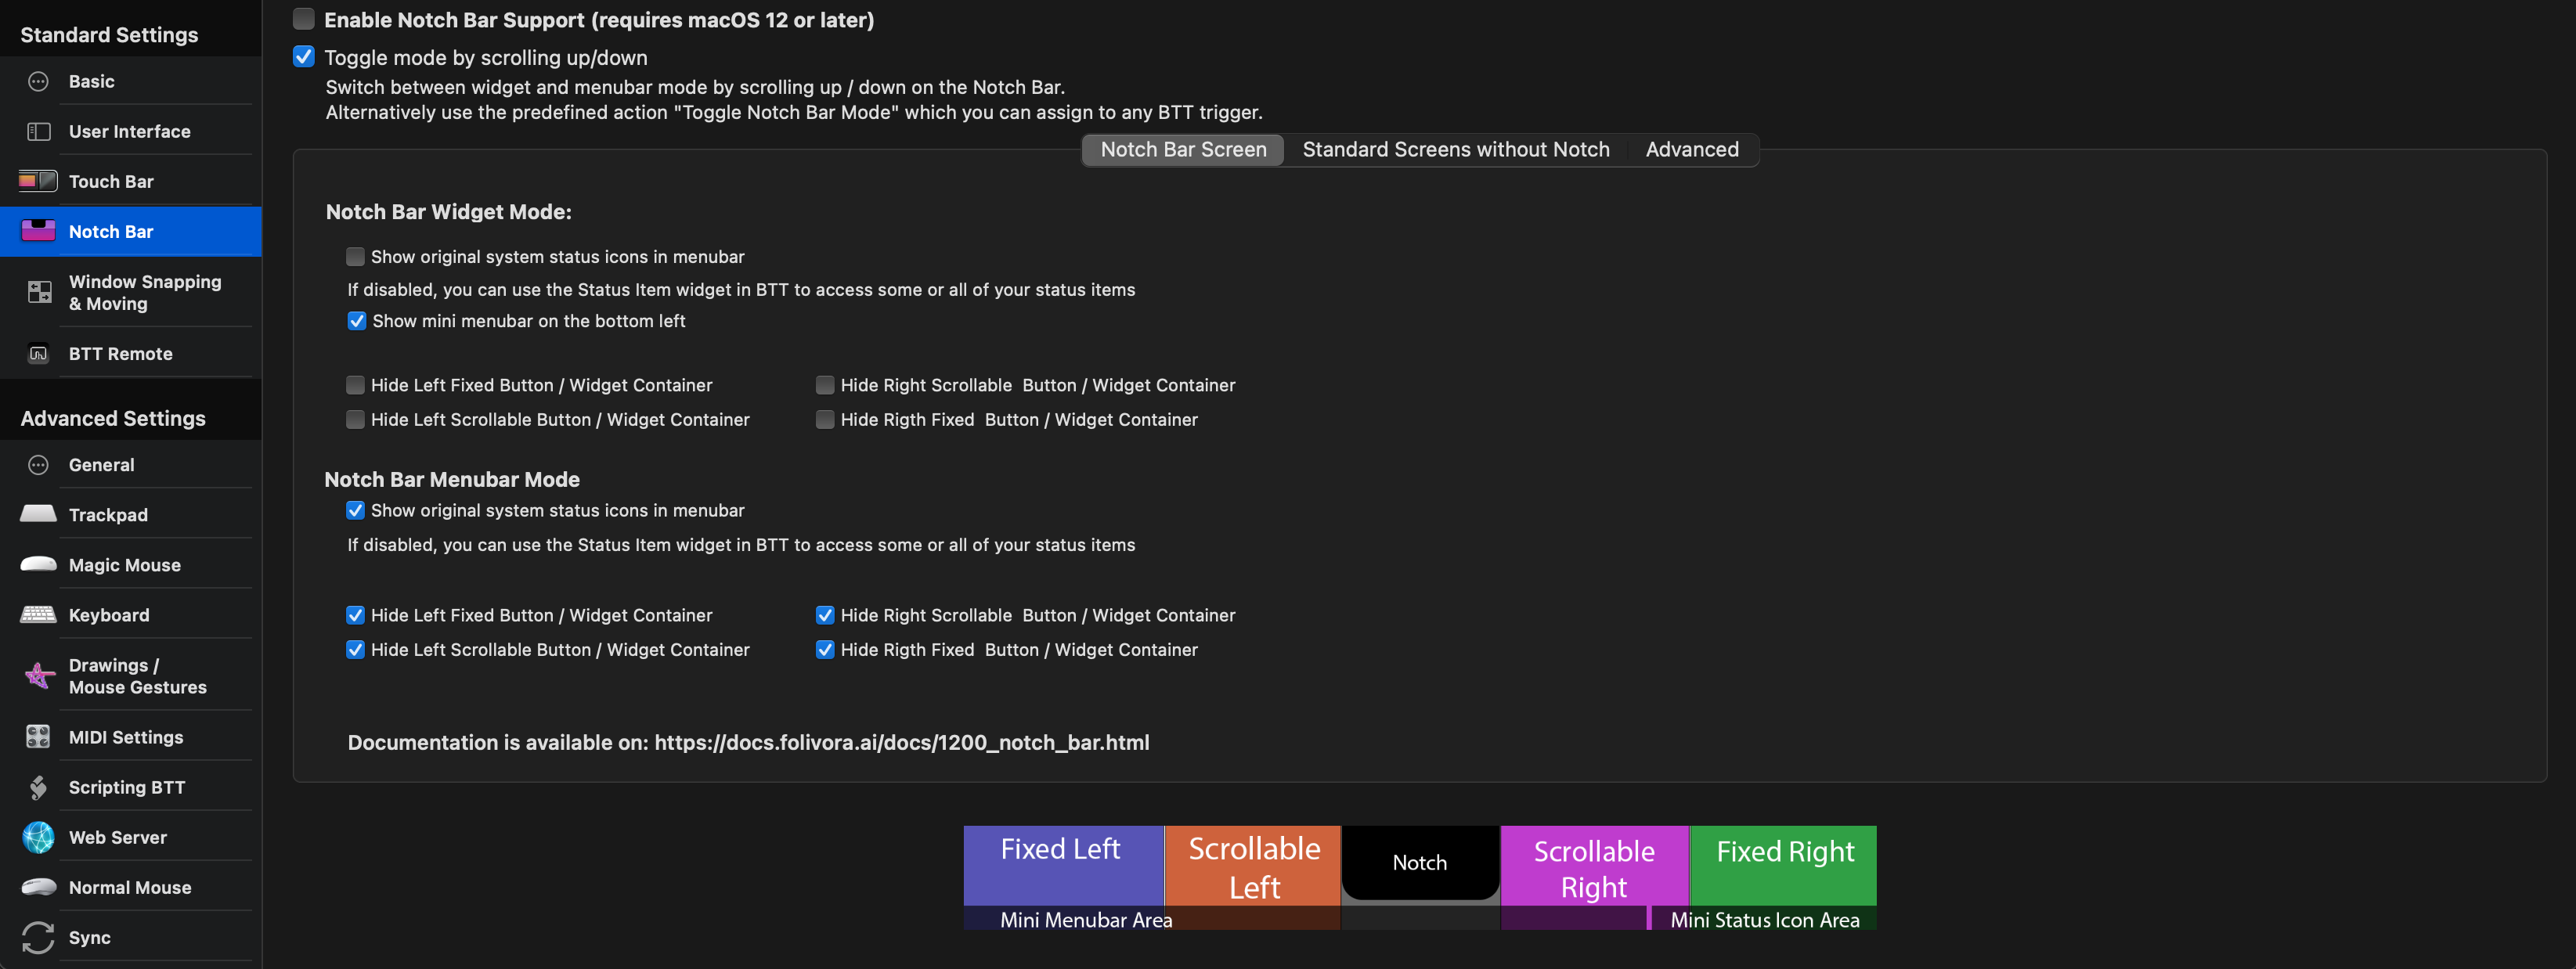 Standard Settings
Basic
User Interface
Touch Bar
Notch Bar
Window Snapping
& Moving
BTT Remote
Advanced Settings
General
Trackpad
Magic Mouse
Keyboard
Drawings /
Mouse Gestures
MIDI Settings
Scripting BTT
Web Server
Normal Mouse
Sync
Enable Notch Bar Support (requires macOS 12 or later)
Toggle mode by scrolling up/down
Switch between widget and menubar mode by scrolling up / down on the Notch Bar.
Alternatively use the predefined action "Toggle Notch Bar Mode" which you can assign to any BTT trigger.
Notch Bar Screen Standard Screens without Notch Advanced
Notch Bar Widget Mode:
Show original system status icons in menubar
If disabled, you can use the Status Item widget in BTT to access some or all of your status items
Show mini menubar on the bottom left
Hide Left Fixed Button / Widget Container Hide Right Scrollable  Button / Widget Container
Hide Left Scrollable Button / Widget Container Hide Rigth Fixed  Button / Widget Container
Notch Bar Menubar Mode
Show original system status icons in menubar
If disabled, you can use the Status Item widget in BTT to access some or all of your status items
Hide Left Fixed Button / Widget Container Hide Right Scrollable  Button / Widget Container
Hide Left Scrollable Button / Widget Container Hide Rigth Fixed  Button / Widget Container
Documentation is available on: https://docs.folivora.ai/docs/1200_notch_bar.html
Fixed Left
Scrollable
Left
Notch
Scrollable
Right
Fixed Right
Mini Menubar Area
Mini Status Icon Area